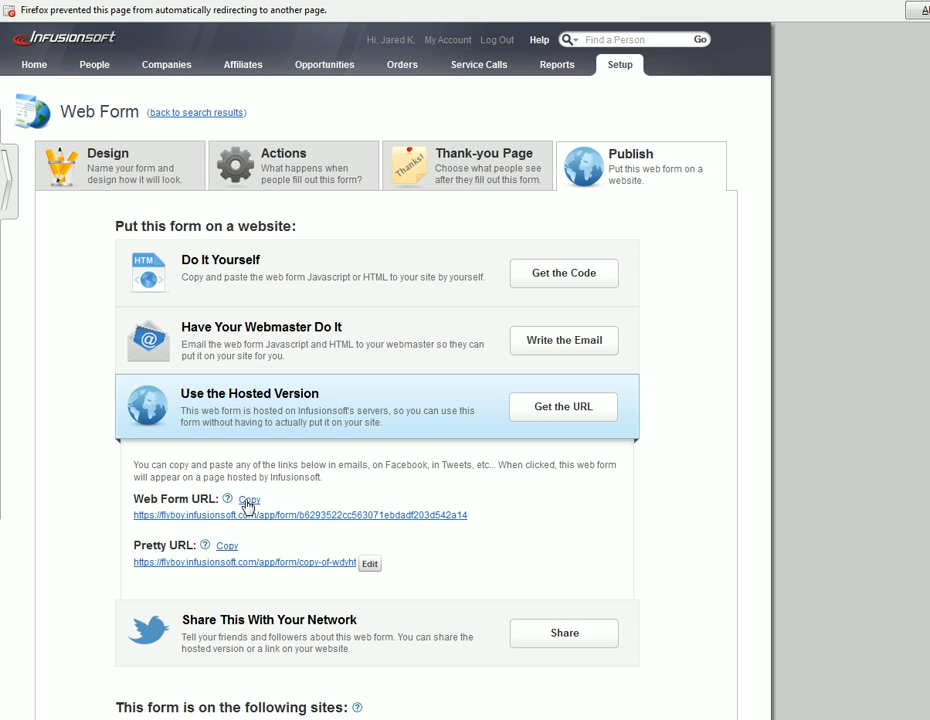 Firefox prevented this page from automatically redirecting to another page.
Infusionsoft
Hi, Jared K. My Account Log Out Help Find a Person Go
Home People Companies Affiliates Opportunities Orders Service Calls Reports Setup
Web Form (back to search results)
Design
Name your form and
design how it will look.
Actions
What happens when
people fill out this form?
Thanks!
Thank-you Page
Choose what people see
after they fill out this form.
Publish
Put this web form on a
website.
Put this form on a website:
HTM
Do It Yourself
Copy and paste the web form Javascript or HTML to your site by yourself.
Get the Code
Have Your Webmaster Do It
Email the web form Javascript and HTML to your webmaster so they can
put it on your site for you.
Write the Email
Use the Hosted Version
This web form is hosted on Infusionsoft's servers, so you can use this
form without having to actually put it on your site.
Get the URL
You can copy and paste any of the links below in emails, on Facebook, in Tweets, etc... When clicked, this web form
will appear on a page hosted by Infusionsoft.
Web Form URL: ? Copy
https://flyboy.infusionsoft.com/app/form/b6293522cc563071ebdadf203d542a14
Pretty URL: ? Copy
https://flyboy.infusionsoft.com/app/form/copy-of-wdyht Edit
Share This With Your Network
Tell your friends and followers about this web form. You can share the
hosted version or a link on your website.
Share
This form is on the following sites: ?